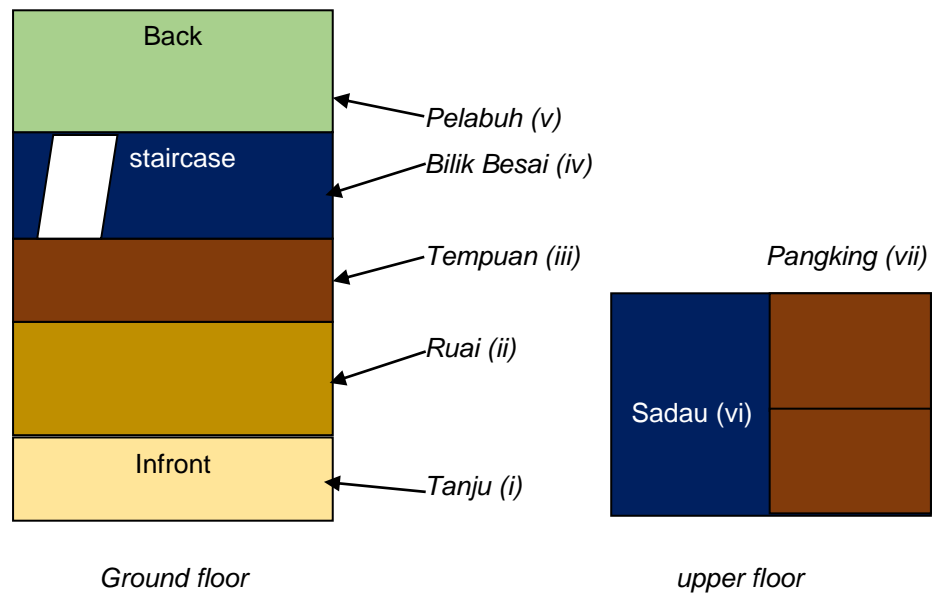 Back
Pelabuh (v)
staircase
Bilik Besai (iv)
Tempuan (iii)
Pangking (vii)
Ruai (ii)
Sadau (vi)
Infront
Tanju (i)
Ground floor
upper floor